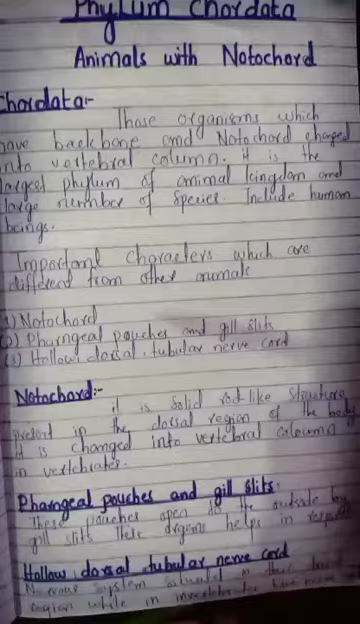 Phylum Chordata
Animals with Notochord
Chordata:-
Those organisms which
have backbone and Notochord changed
into vertebral column. it is the
largest phylum of animal kingdom and
large number of species. Include human
beings.
Important characters which are
different from other animals
(1) Notochord
(2) Pharngeal pouches and gill slits
(3) Hollow, dorsal, tubular nerve cord
Notochord:-
it is solid rod-like structure
present in the dorsal region of the body
it is changed into vertebral coloumn
in vertebrates.
Pharngeal pouches and gill slits:
These pouches open to the outside by
gill slits These organs helps in
Hollow dorsal tubular nerve cord
Nervous system in
region while in have